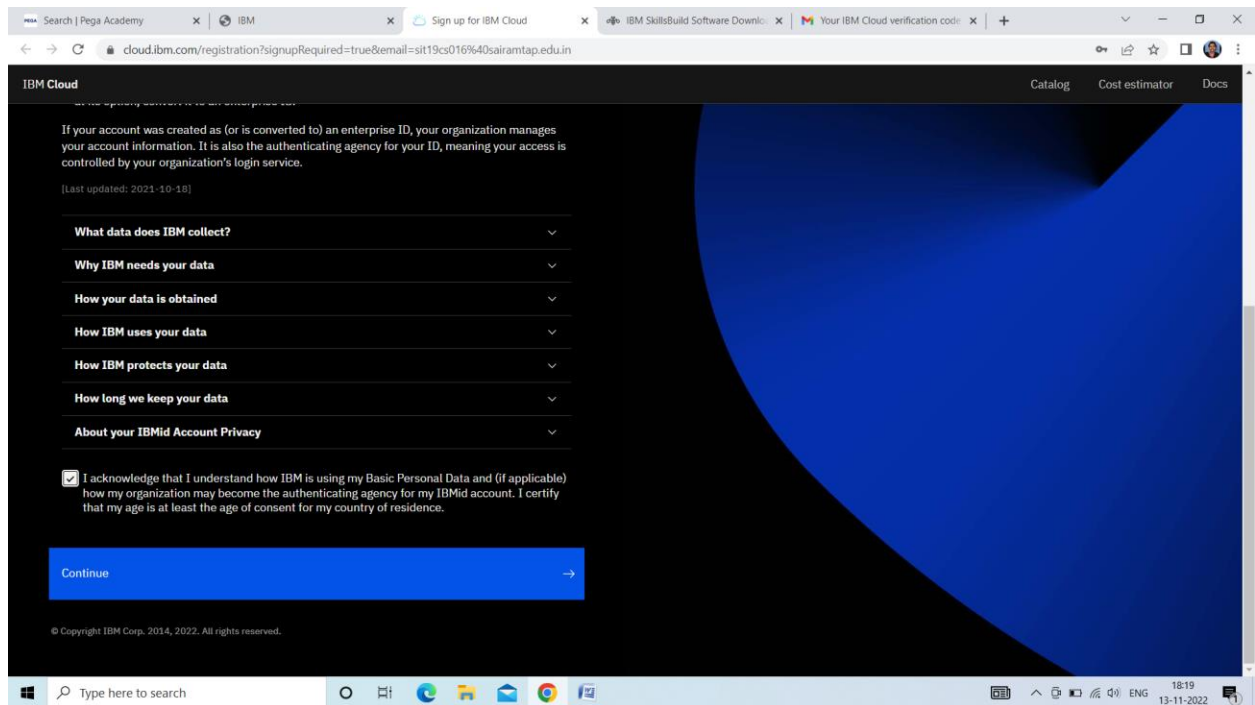 Search | Pega Academy
IBM
Sign up for IBM Cloud
IBM SkillsBuild Software Downlo
Your IBM Cloud verification code
cloud.ibm.com/registration?signupRequired=true&email=sit19cs016%40sairamtap.edu.in
IBM Cloud
Catalog
Cost estimator
Docs
If your account was created as (or is converted to) an enterprise ID, your organization manages
your account information. It is also the authenticating agency for your ID, meaning your access is
controlled by your organization's login service.
[Last updated: 2021-10-18]
What data does IBM collect?
Why IBM needs your data
How your data is obtained
How IBM uses your data
How IBM protects your data
How long we keep your data
About your IBMid Account Privacy
I acknowledge that I understand how IBM is using my Basic Personal Data and (if applicable)
how my organization may become the authenticating agency for my IBMid account. I certify
that my age is at least the age of consent for my country of residence.
Continue
© Copyright IBM Corp. 2014, 2022. All rights reserved.
Type here to search
ENG
18:19
13-11-2022